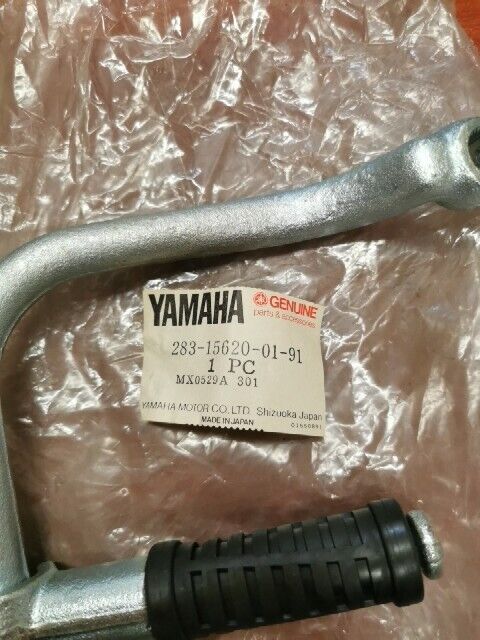 YAMAHA GENUINE
parts & accessories
283-15620-01-91
1 PC
MX0529A 301
YAMAHA MOTOR CO., LTD. Shizuoka Japan
MADE IN JAPAN